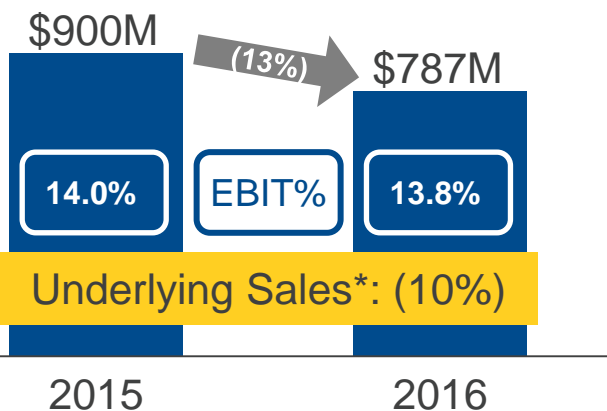 $900M
(13%)
$787M
14.0%
EBIT%
13.8%
Underlying Sales*: (10%)
2015
2016